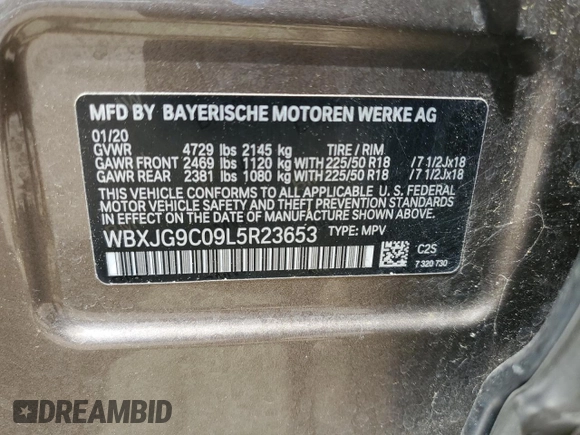 MFD BY BAYERISCHE MOTOREN WERKE AG
01/20
GVWR 4729 lbs 2145 kg TIRE / RIM
GAWR FRONT 2469 lbs 1120 kg WITH 225/50 R18 /7 1/2Jx18
GAWR REAR 2381 lbs 1080 kg WITH 225/50 R18 /7 1/2Jx18
THIS VEHICLE CONFORMS TO ALL APPLICABLE U. S. FEDERAL
MOTOR VEHICLE SAFETY AND THEFT PREVENTION STANDARDS
IN EFFECT ON THE DATE OF MANUFACTURE SHOWN ABOVE.
WBXJG9C09L5R23653 TYPE: MPV
C2S
7 320 730
DREAMBID